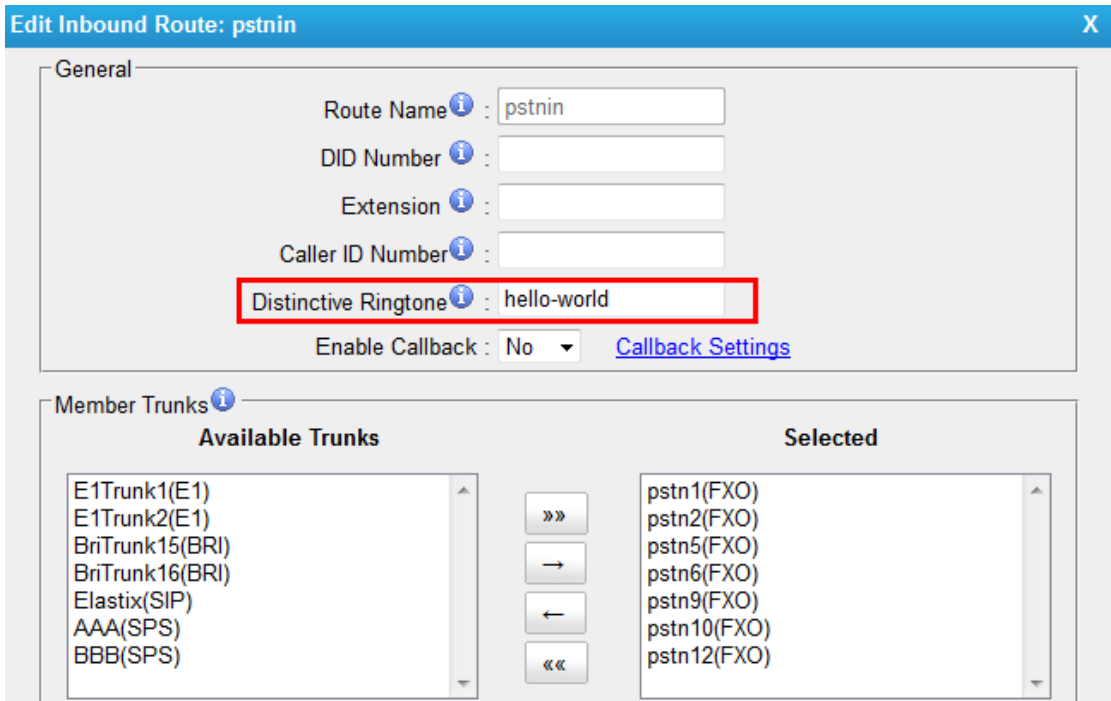 Edit Inbound Route: pstnin X
General
Route Name : pstnin
DID Number :
Extension :
Caller ID Number :
Distinctive Ringtone : hello-world
Enable Callback : No Callback Settings
Member Trunks
Available Trunks
E1Trunk1(E1)
E1Trunk2(E1)
BriTrunk15(BRI)
BriTrunk16(BRI)
Elastix(SIP)
AAA(SPS)
BBB(SPS)
»»
→
←
««
Selected
pstn1(FXO)
pstn2(FXO)
pstn5(FXO)
pstn6(FXO)
pstn9(FXO)
pstn10(FXO)
pstn12(FXO)